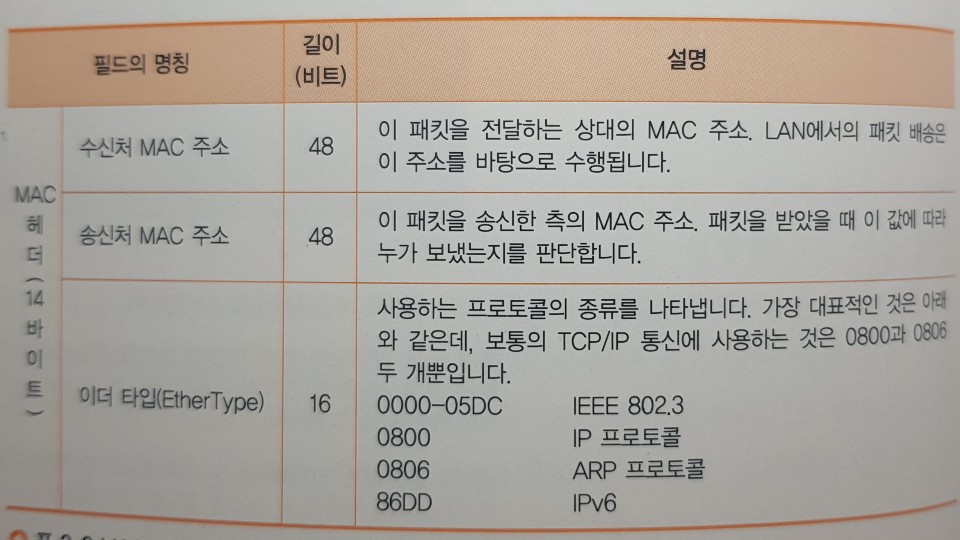 필드의 명칭
길이
(비트)
설명
MAC
헤
더
(
14
바
이
트
)
수신처 MAC 주소
48
이 패킷을 전달하는 상대의 MAC 주소. LAN에서의 패킷 배송은
이 주소를 바탕으로 수행됩니다.
송신처 MAC 주소
48
이 패킷을 송신한 측의 MAC 주소. 패킷을 받았을 때 이 값에 따라
누가 보냈는지를 판단합니다.
이더 타입(EtherType)
16
사용하는 프로토콜의 종류를 나타냅니다. 가장 대표적인 것은 아래
와 같은데, 보통의 TCP/IP 통신에 사용하는 것은 0800과 0806
두 개뿐입니다.
0000-05DC IEEE 802.3
0800 IP 프로토콜
0806 ARP 프로토콜
86DD IPv6